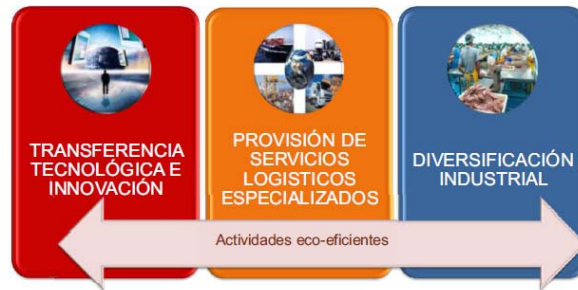 TRANSFERENCIA
TECNOLÓGICA E
INNOVACIÓN
PROVISIÓN DE
SERVICIOS
LOGISTICOS
ESPECIALIZADOS
DIVERSIFICACIÓN
INDUSTRIAL
Actividades eco-eficientes